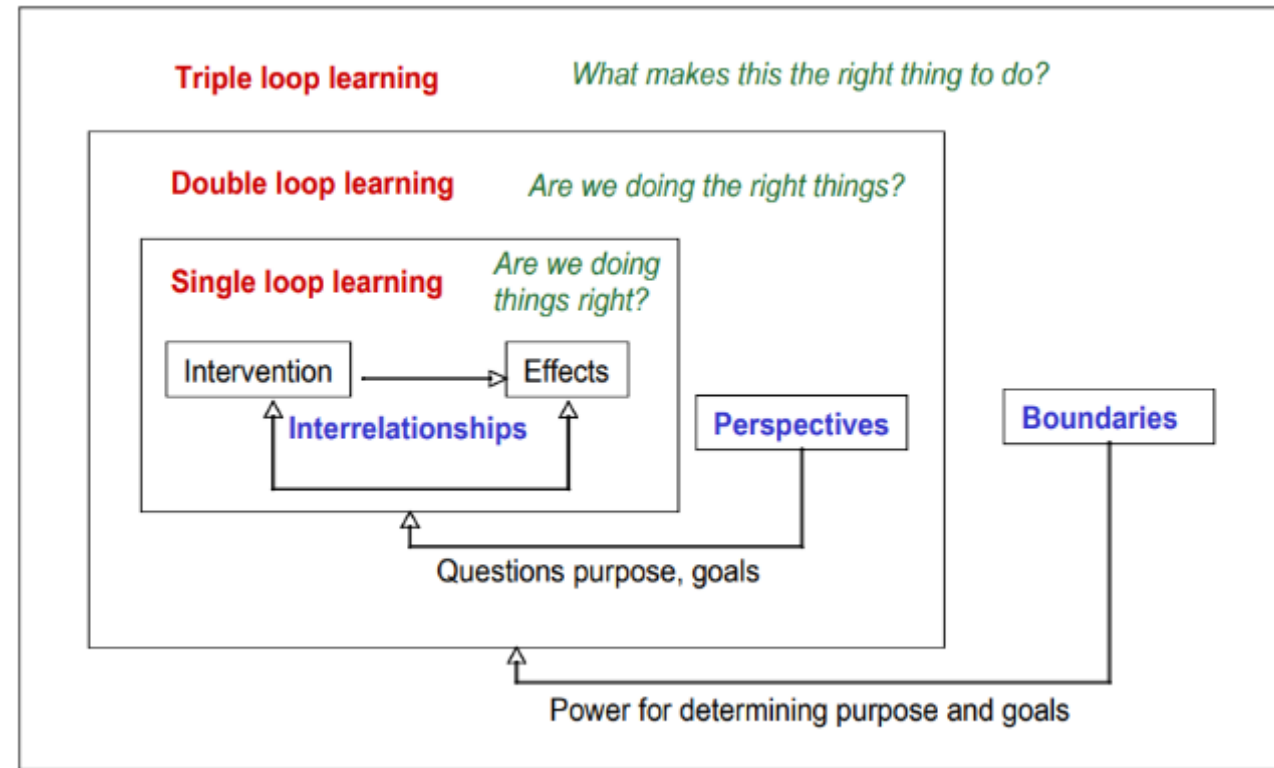 Triple loop learning
What makes this the right thing to do?
Double loop learning
Are we doing the right things?
Single loop learning
Are we doing
things right?
Intervention
Effects
Interrelationships
Perspectives
Boundaries
Questions purpose, goals
Power for determining purpose and goals